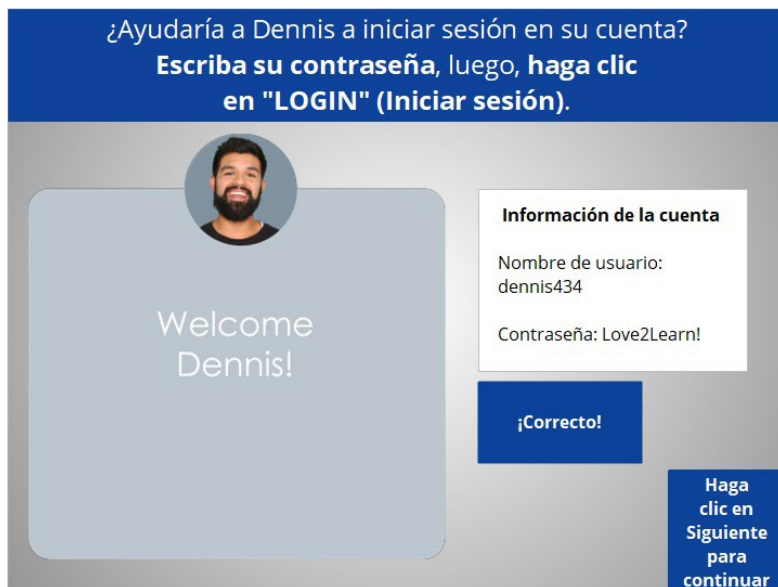 ¿Ayudaría a Dennis a iniciar sesión en su cuenta?
Escriba su contraseña, luego, haga clic
en "LOGIN" (Iniciar sesión).
Welcome
Dennis!
Información de la cuenta
Nombre de usuario:
dennis434
Contraseña: Love2Learn!
¡Correcto!
Haga
clic en
Siguiente
para
continuar